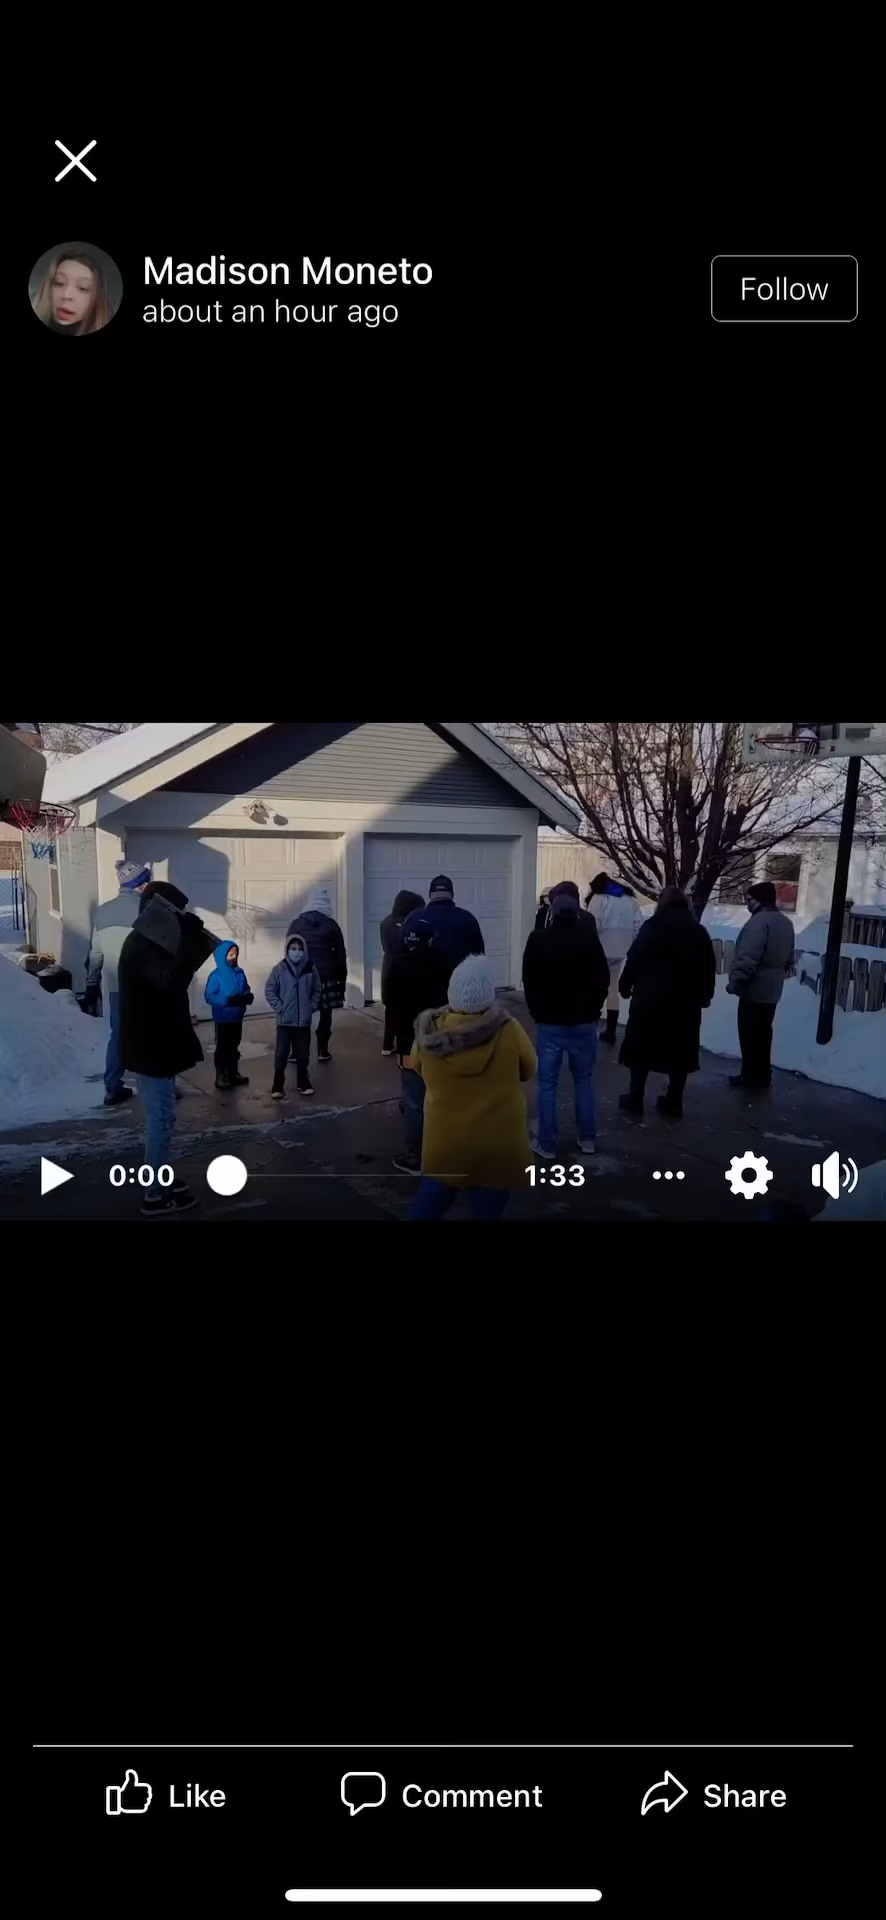 Madison Moneto
about an hour ago
Follow
0:00
1:33
Like
Comment
Share